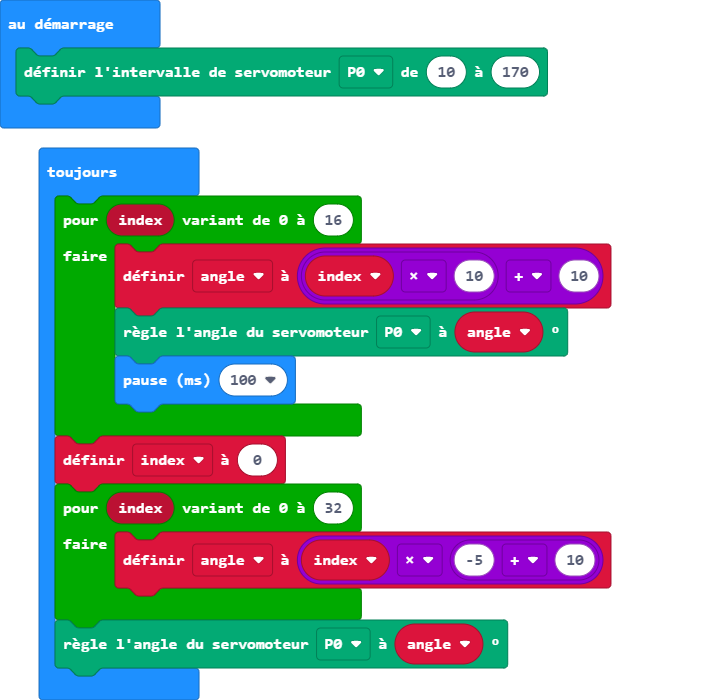 au démarrage
définir l'intervalle de servomoteur P0 de 10 à 170
toujours
pour index variant de 0 à 16
faire
définir angle à index × 10 + 10
règle l'angle du servomoteur P0 à angle °
pause (ms) 100
définir index à 0
pour index variant de 0 à 32
faire
définir angle à index × -5 + 10
règle l'angle du servomoteur P0 à angle °